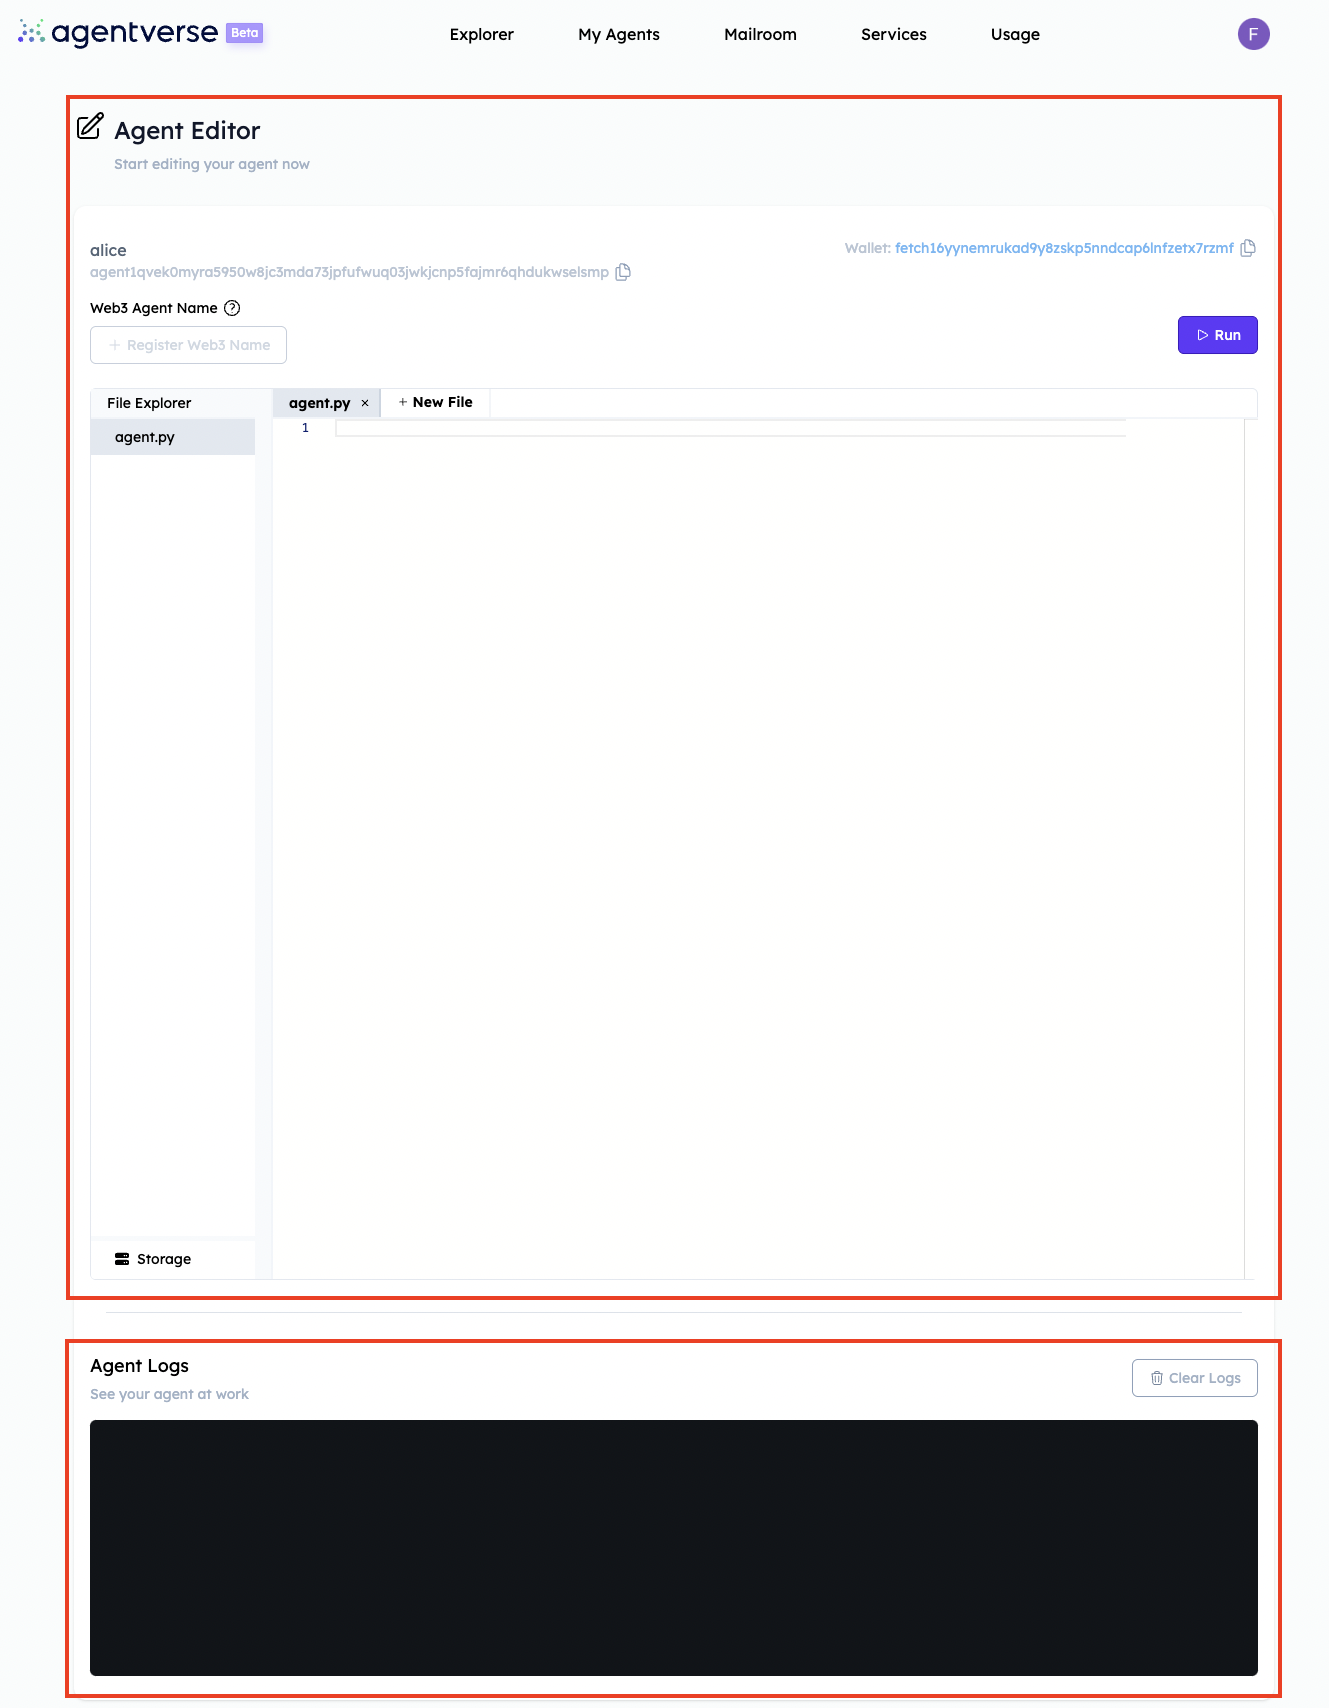 agentverse Beta
Explorer My Agents Mailroom Services Usage F
Agent Editor
Start editing your agent now
alice
Wallet: fetch16yynemrukad9y8zskp5nndcap6lnfzetx7rzmf
agent1qvek0myra5950w8jc3mda73jpfufwuq03jwkjcnp5fajmr6qhdukwselsmp
Web3 Agent Name ?
+ Register Web3 Name
Run
File Explorer
agent.py × + New File
agent.py
1
Storage
Agent Logs
See your agent at work
Clear Logs